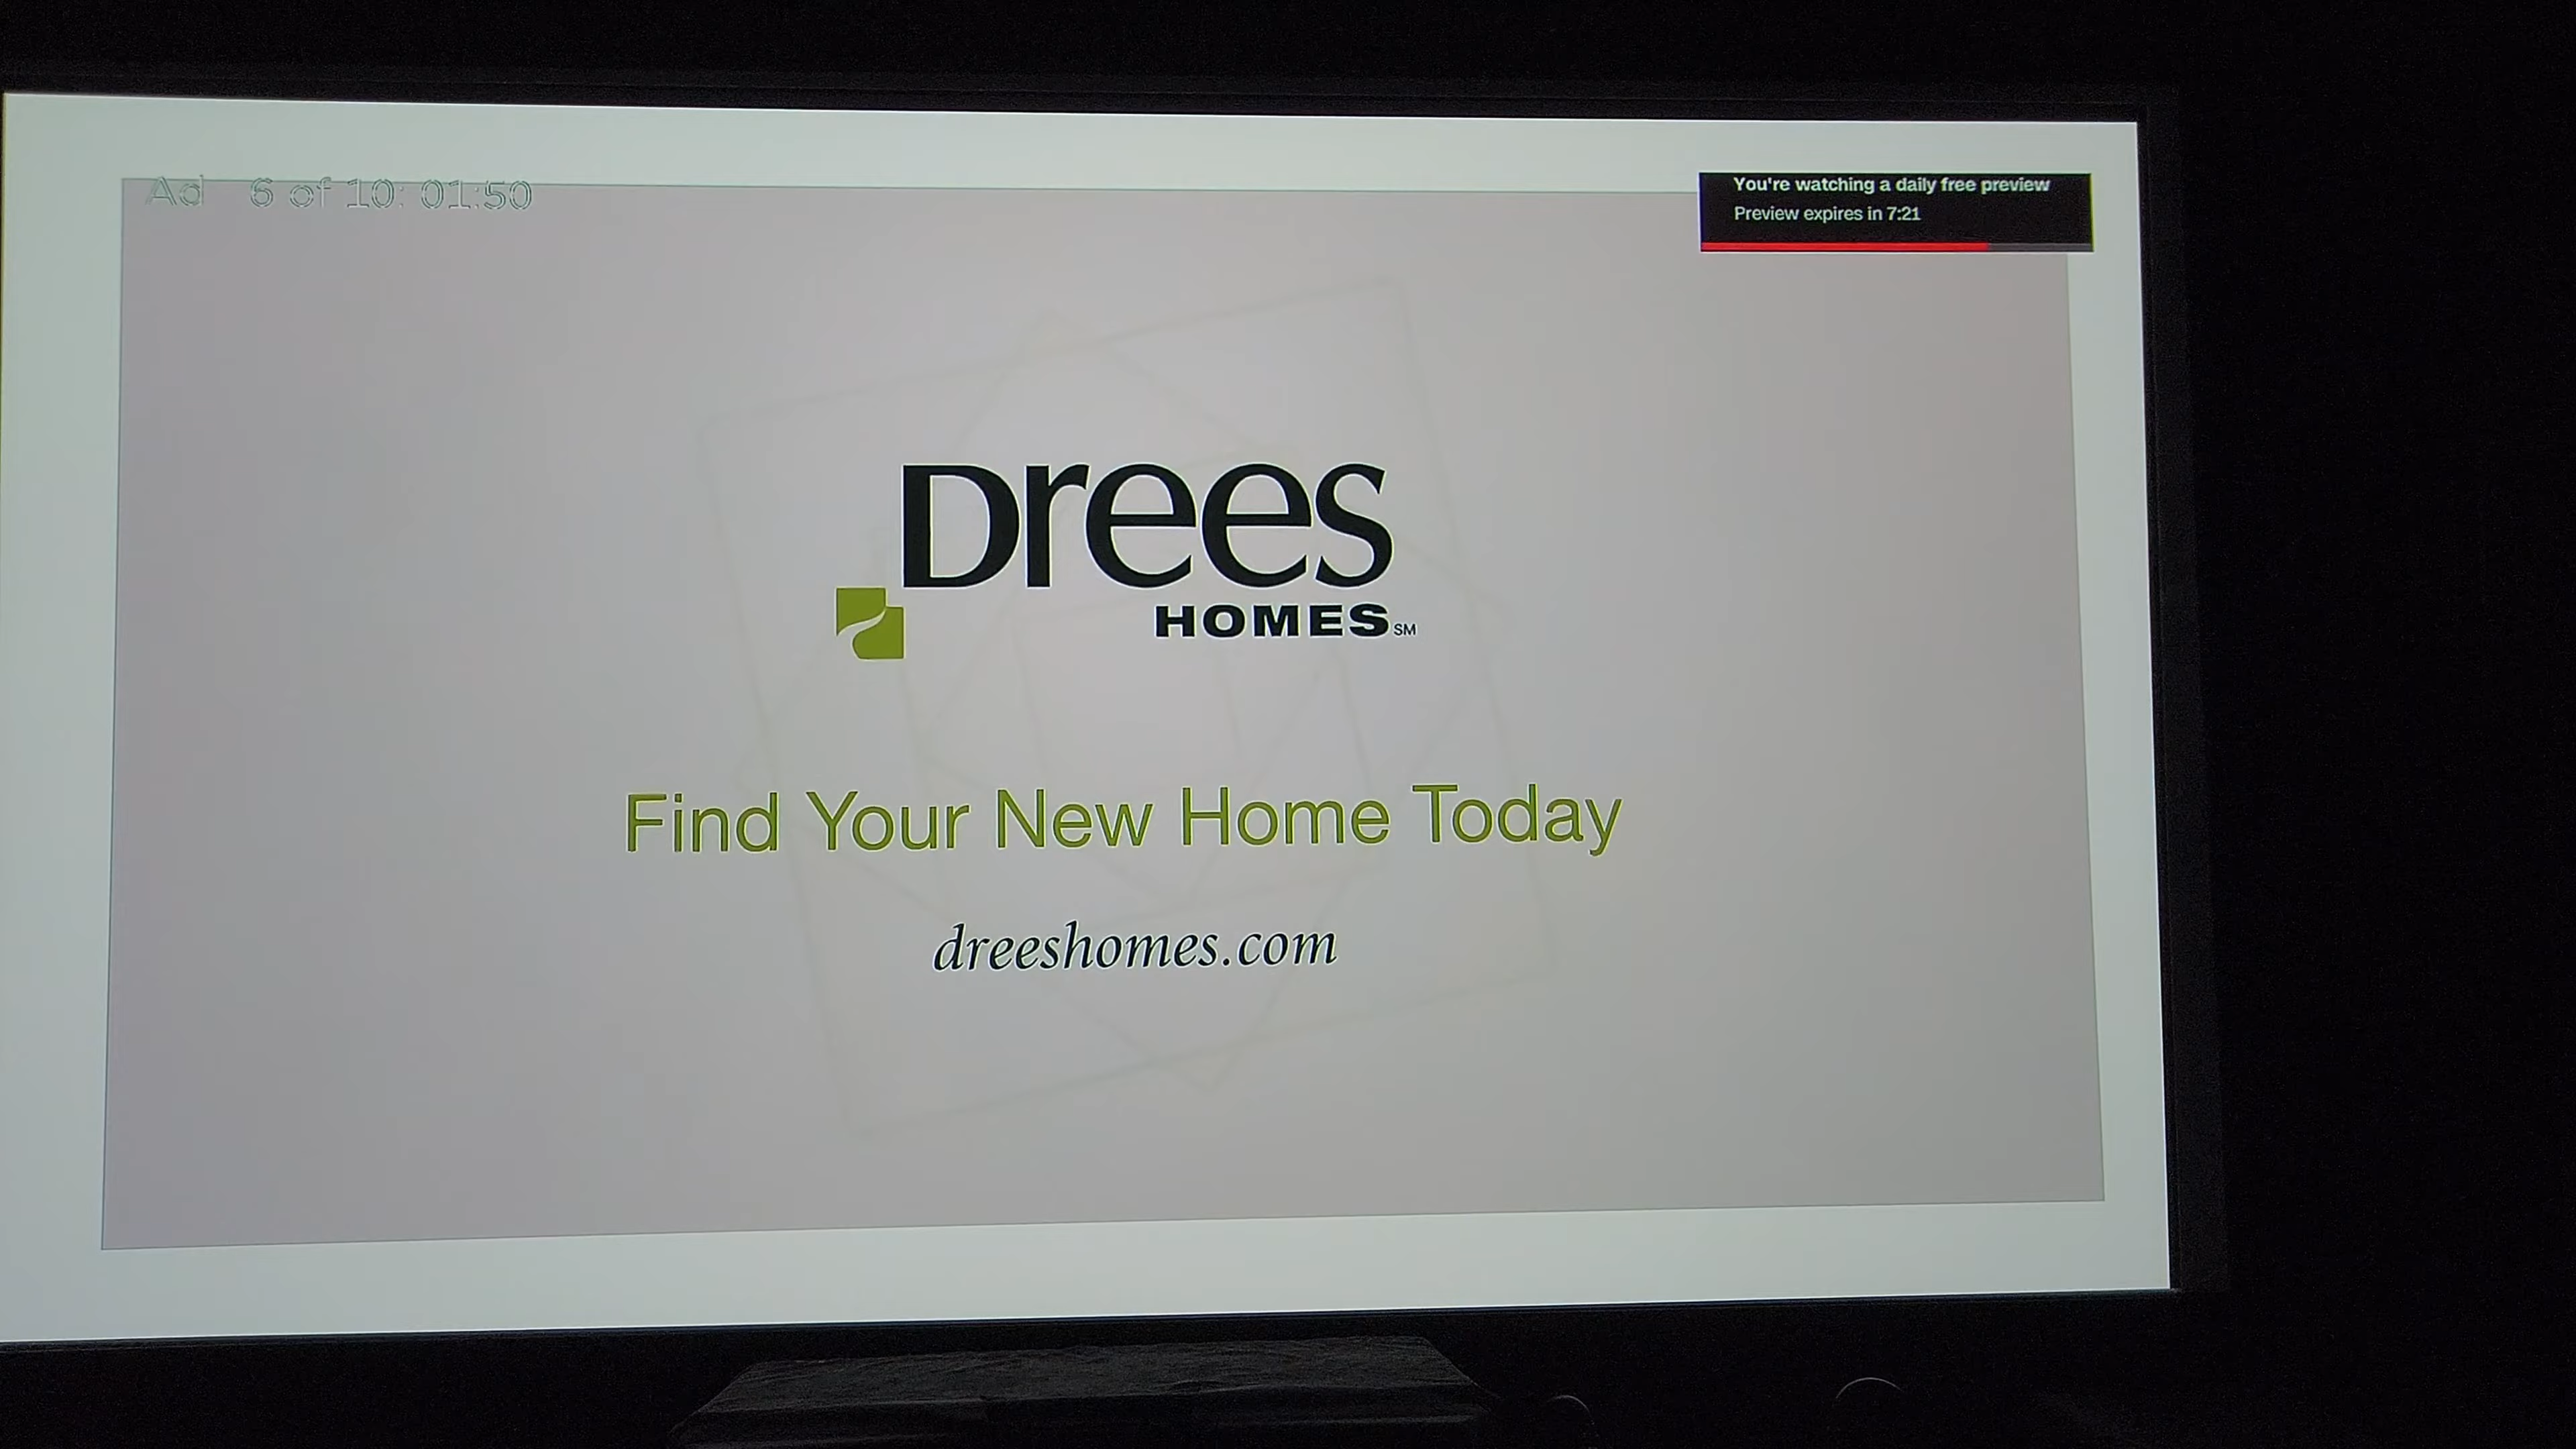 Ad 6 of 10: 01:50
You're watching a daily free preview
Preview expires in 7:21
Drees
HOMES SM
Find Your New Home Today
dreeshomes.com